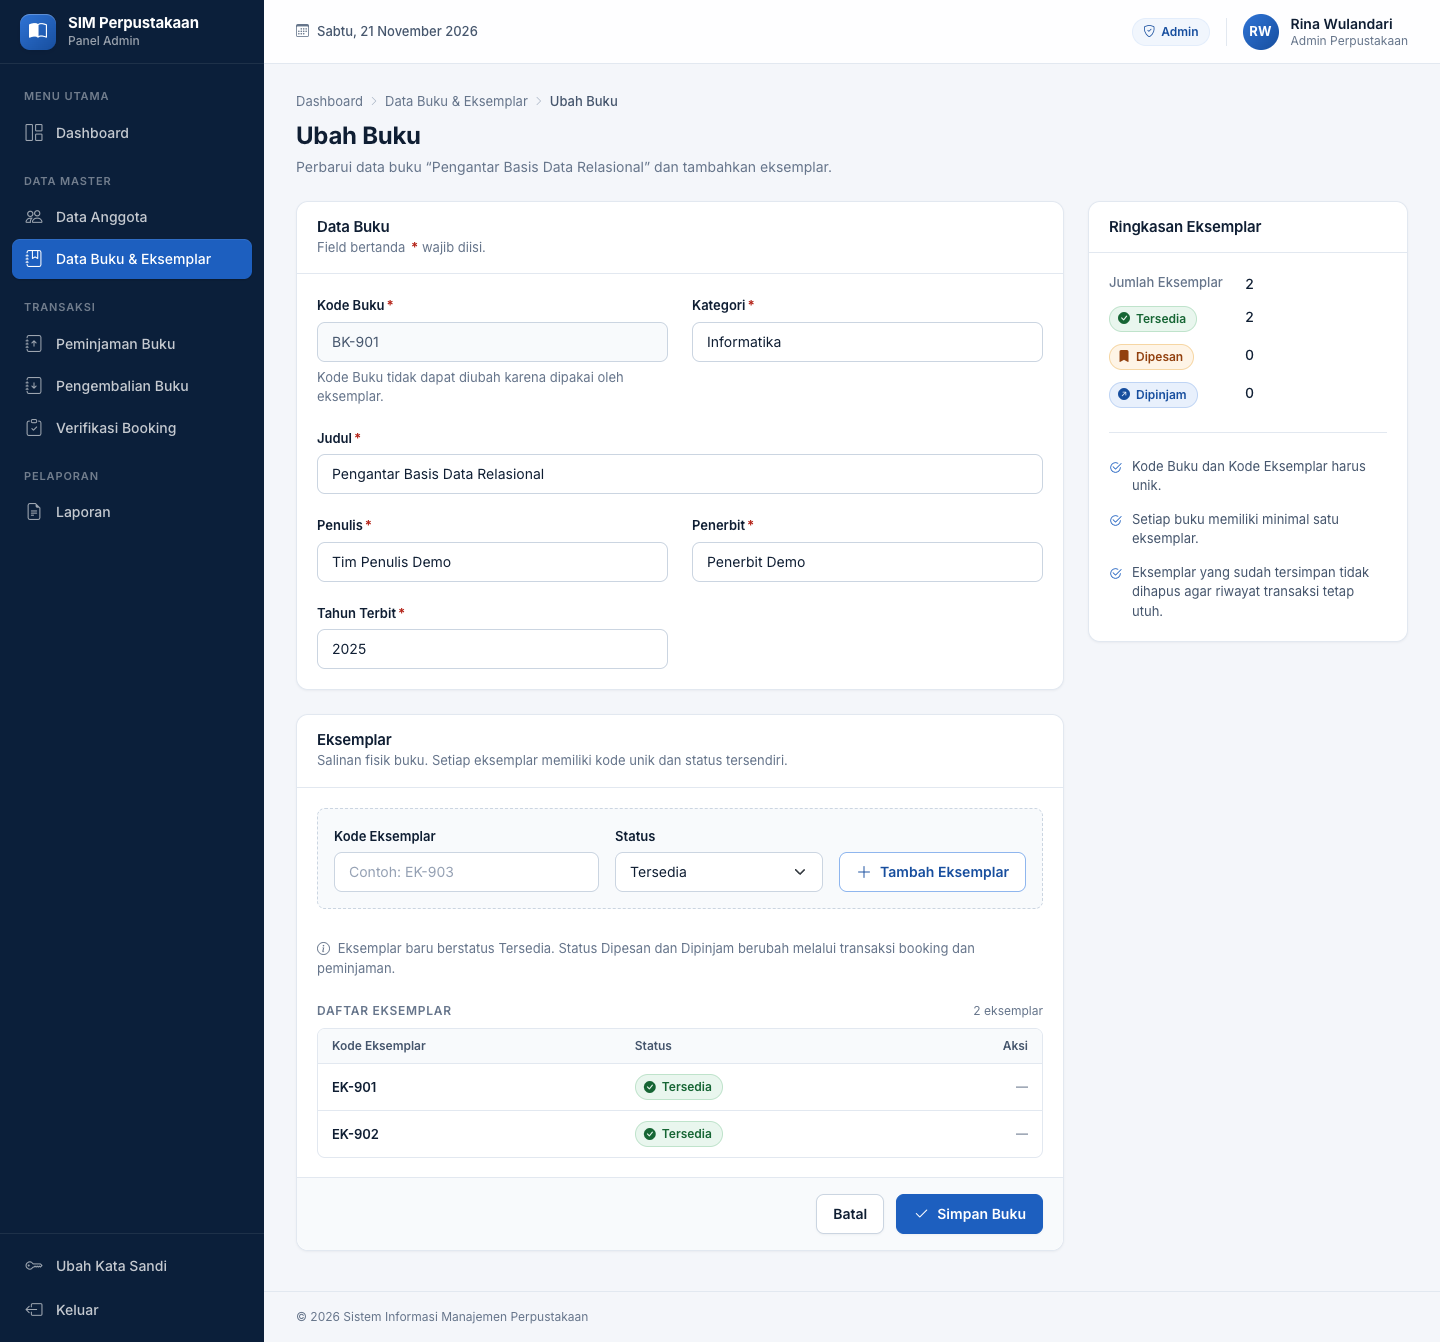 SIM Perpustakaan
Panel Admin
MENU UTAMA
Dashboard
DATA MASTER
Data Anggota
Data Buku & Eksemplar
TRANSAKSI
Peminjaman Buku
Pengembalian Buku
Verifikasi Booking
PELAPORAN
Laporan
Ubah Kata Sandi
Keluar
Sabtu, 21 November 2026
Admin
RW
Rina Wulandari
Admin Perpustakaan
Dashboard > Data Buku & Eksemplar > Ubah Buku
Ubah Buku
Perbarui data buku “Pengantar Basis Data Relasional” dan tambahkan eksemplar.
Data Buku
Field bertanda * wajib diisi.
Kode Buku *
BK-901
Kode Buku tidak dapat diubah karena dipakai oleh
eksemplar.
Kategori *
Informatika
Judul *
Pengantar Basis Data Relasional
Penulis *
Tim Penulis Demo
Penerbit *
Penerbit Demo
Tahun Terbit *
2025
Eksemplar
Salinan fisik buku. Setiap eksemplar memiliki kode unik dan status tersendiri.
Kode Eksemplar
Contoh: EK-903
Status
Tersedia
Tambah Eksemplar
Eksemplar baru berstatus Tersedia. Status Dipesan dan Dipinjam berubah melalui transaksi booking dan
peminjaman.
DAFTAR EKSEMPLAR 2 eksemplar
Kode Eksemplar Status Aksi
EK-901 Tersedia —
EK-902 Tersedia —
Batal
Simpan Buku
Ringkasan Eksemplar
Jumlah Eksemplar 2
Tersedia 2
Dipesan 0
Dipinjam 0
Kode Buku dan Kode Eksemplar harus
unik.
Setiap buku memiliki minimal satu
eksemplar.
Eksemplar yang sudah tersimpan tidak
dihapus agar riwayat transaksi tetap
utuh.
© 2026 Sistem Informasi Manajemen Perpustakaan